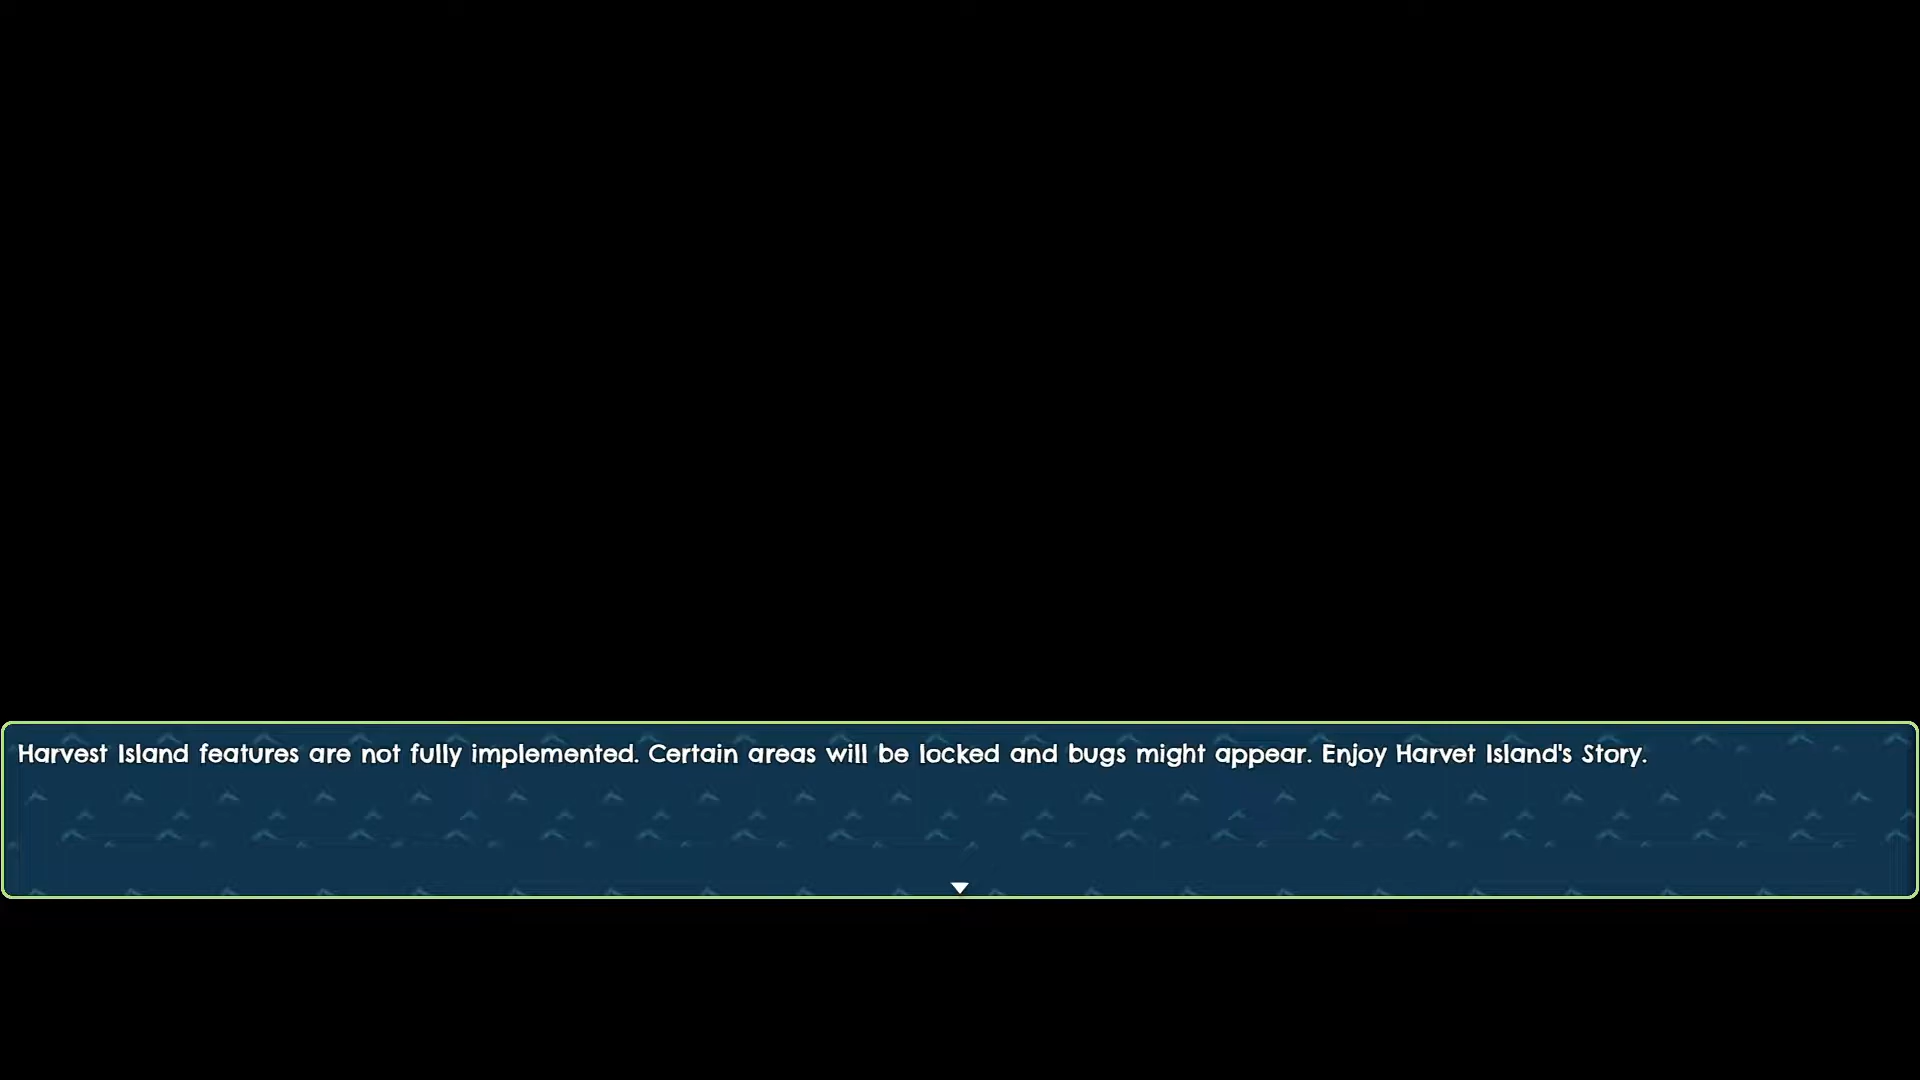 Harvest Island features are not fully implemented. Certain areas will be locked and bugs might appear. Enjoy Harvet Island's Story.